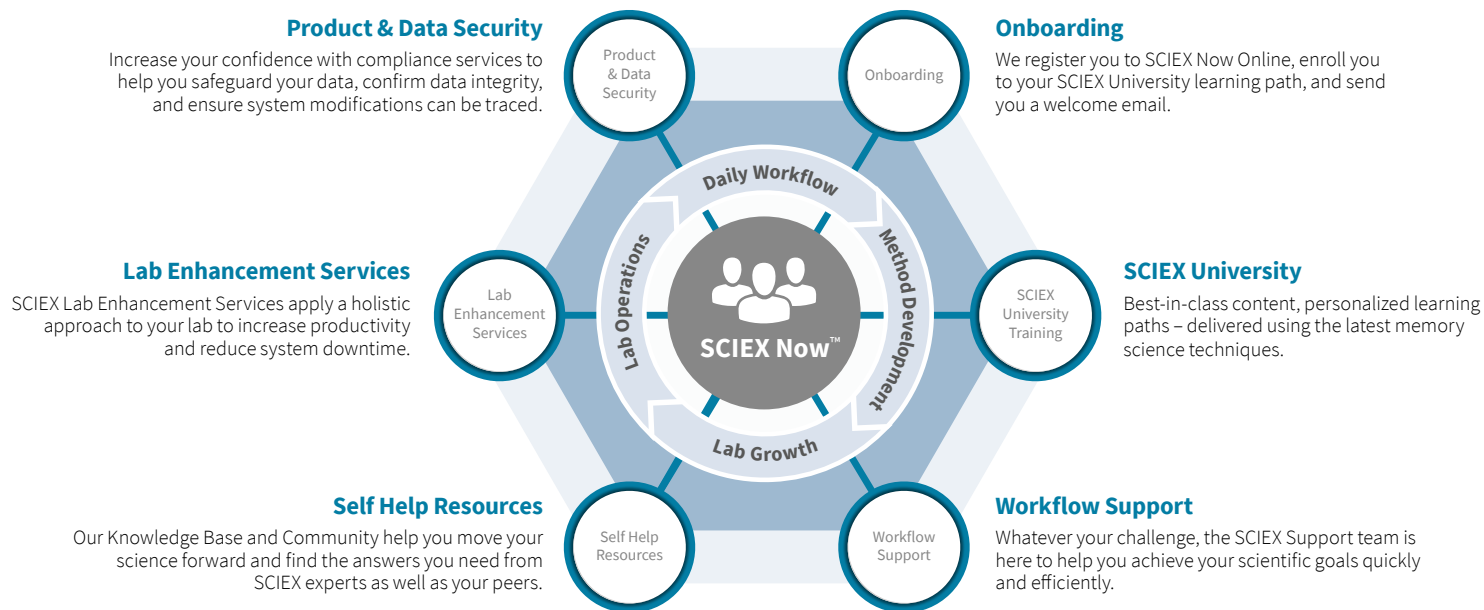 Product & Data Security
Increase your confidence with compliance services to
help you safeguard your data, confirm data integrity,
and ensure system modifications can be traced.
Product
& Data
Security
Onboarding
Onboarding
We register you to SCIEX Now Online, enroll you
to your SCIEX University learning path, and send
you a welcome email.
Lab Enhancement Services
SCIEX Lab Enhancement Services apply a holistic
approach to your lab to increase productivity
and reduce system downtime.
Lab
Enhancement
Services
Daily Workflow
Method Development
Lab Growth
Lab Operations
SCIEX Now™
SCIEX
University
Training
SCIEX University
Best-in-class content, personalized learning
paths – delivered using the latest memory
science techniques.
Self Help Resources
Our Knowledge Base and Community help you move your
science forward and find the answers you need from
SCIEX experts as well as your peers.
Self Help
Resources
Workflow
Support
Workflow Support
Whatever your challenge, the SCIEX Support team is
here to help you achieve your scientific goals quickly
and efficiently.